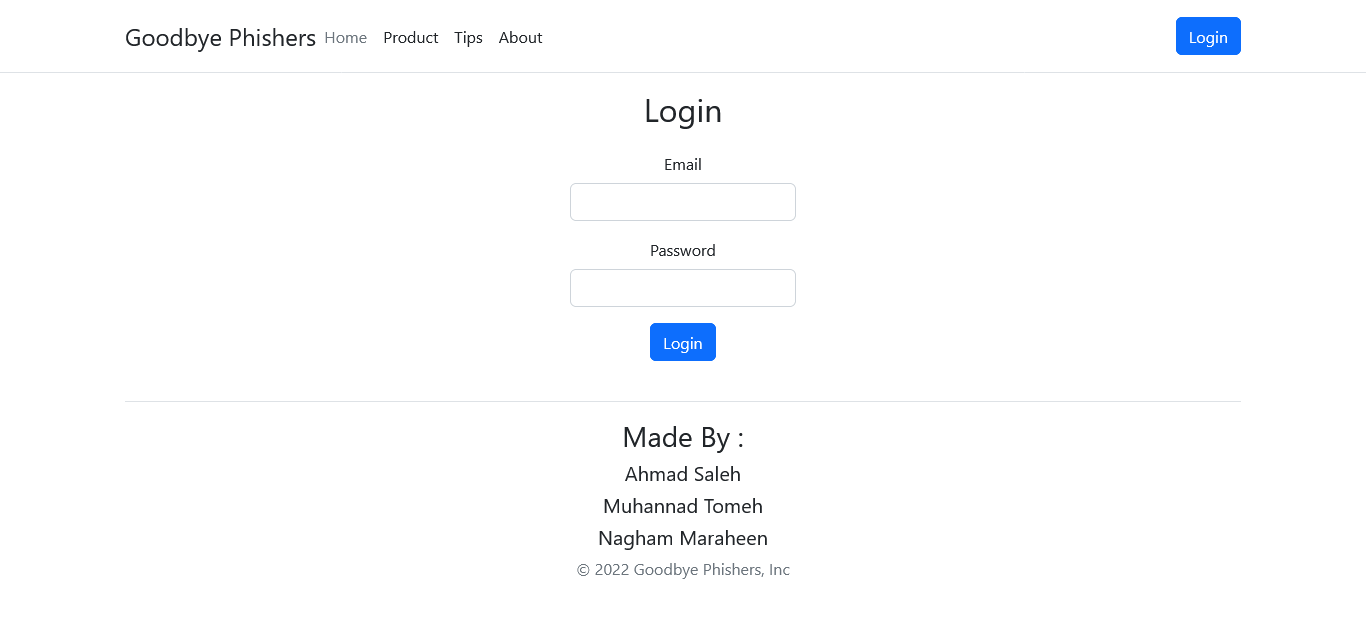 Goodbye Phishers Home Product Tips About Login
Login
Email
Password
Login
Made By :
Ahmad Saleh
Muhannad Tomeh
Nagham Maraheen
© 2022 Goodbye Phishers, Inc